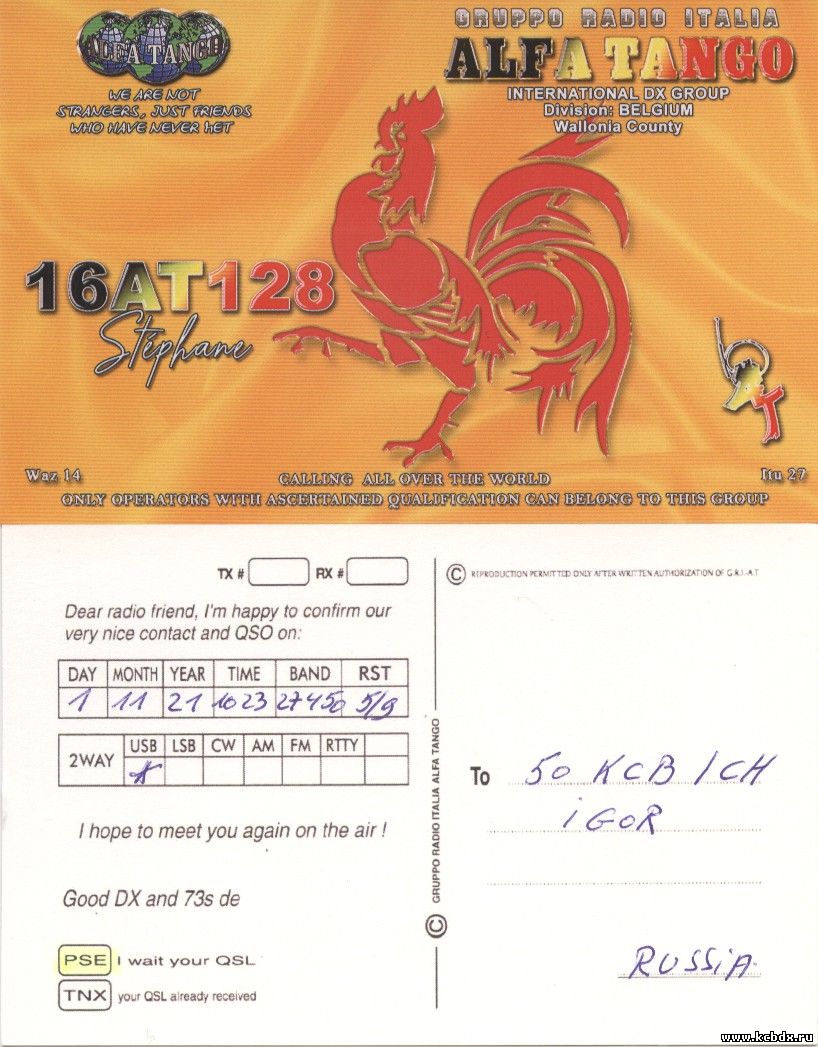 ALFA TANGO
WE ARE NOT
STRANGERS, JUST FRIENDS
WHO HAVE NEVER MET
GRUPPO RADIO ITALIA
ALFA TANGO
INTERNATIONAL DX GROUP
Division: BELGIUM
Wallonia County
16AT128
Stéphane
Waz 14
Itu 27
CALLING ALL OVER THE WORLD
ONLY OPERATORS WITH ASCERTAINED QUALIFICATION CAN BELONG TO THIS GROUP
TX # RX #
Dear radio friend, I'm happy to confirm our
very nice contact and QSO on:
DAY MONTH YEAR TIME BAND RST
1 11 21 1023 27450 5/9
2WAY USB LSB CW AM FM RTTY
I hope to meet you again on the air !
Good DX and 73s de
PSE I wait your QSL
TNX your QSL already received
© GRUPPO RADIO ITALIA ALFA TANGO
© REPRODUCTION PERMITTED ONLY AFTER WRITTEN AUTHORIZATION OF G.R.I.-A.T
To 50 KCB / CH
iGOR
RUSSiA
www.kcbdx.ru